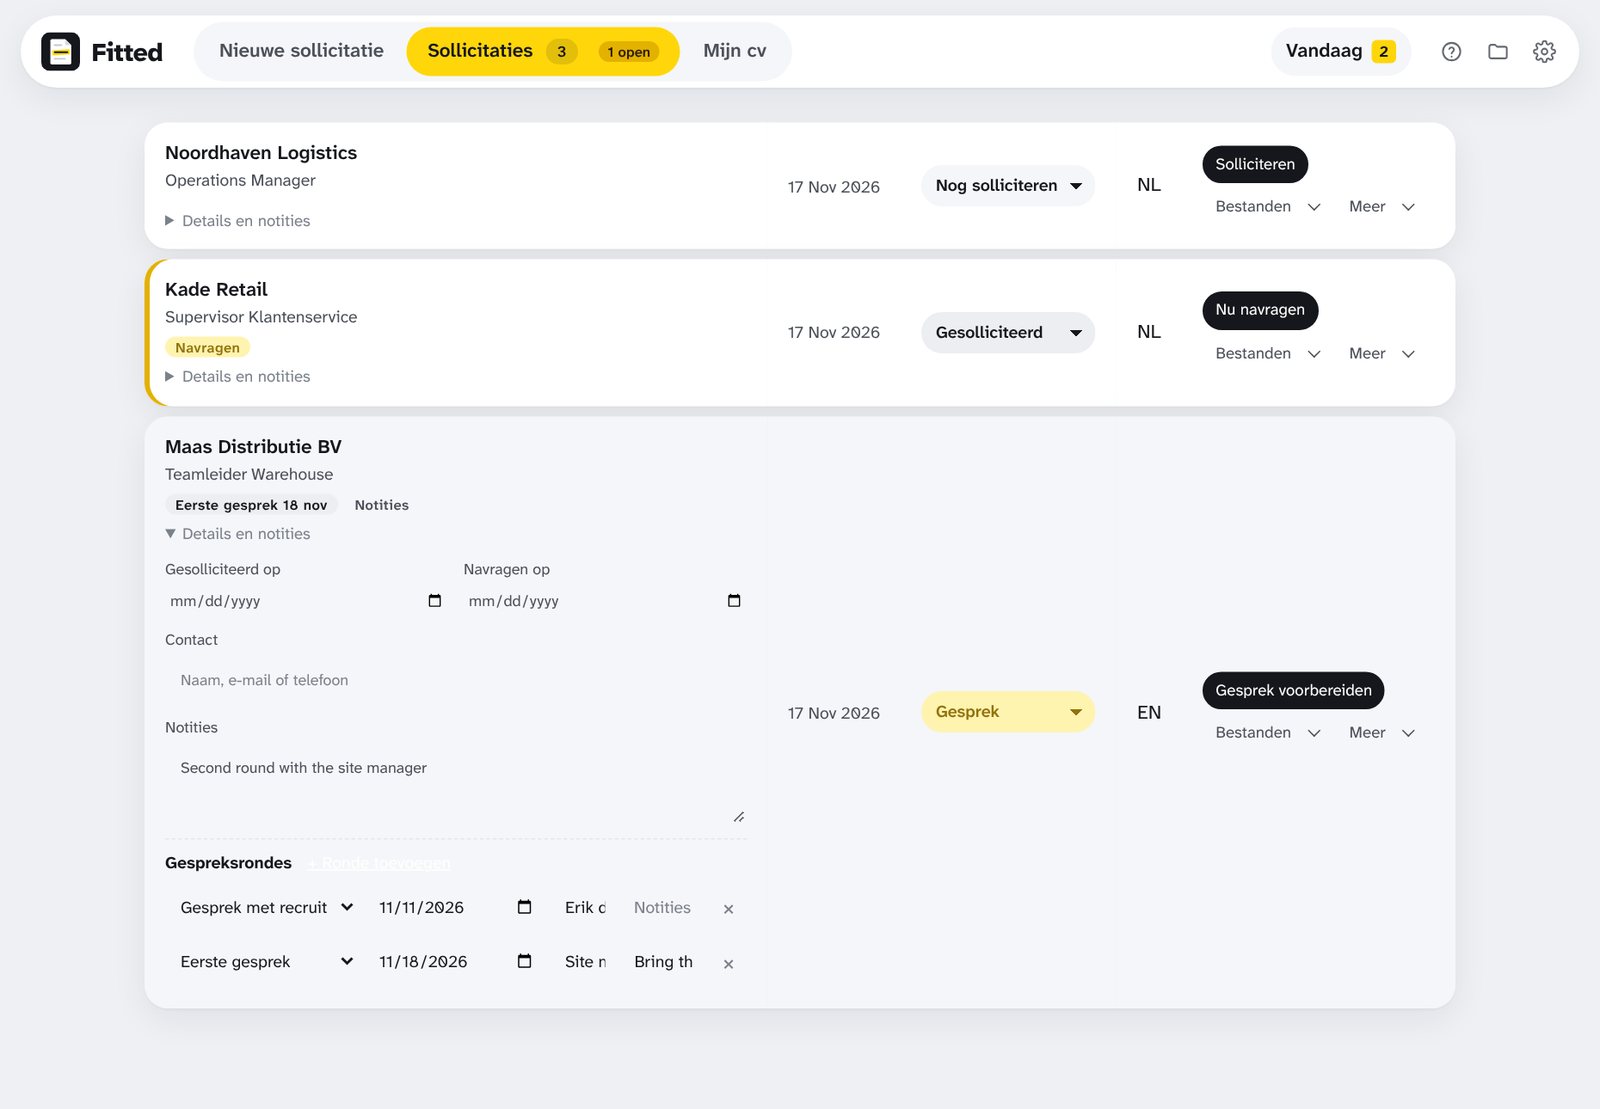 Fitted
Nieuwe sollicitatie
Sollicitaties 3 1 open
Mijn cv
Vandaag 2
Noordhaven Logistics
Operations Manager
Details en notities
17 Nov 2026
Nog solliciteren
NL
Solliciteren
Bestanden
Meer
Kade Retail
Supervisor Klantenservice
Navragen
Details en notities
17 Nov 2026
Gesolliciteerd
NL
Nu navragen
Bestanden
Meer
Maas Distributie BV
Teamleider Warehouse
Eerste gesprek 18 nov Notities
Details en notities
Gesolliciteerd op Navragen op
mm/dd/yyyy mm/dd/yyyy
Contact
Naam, e-mail of telefoon
Notities
Second round with the site manager
17 Nov 2026
Gesprek
EN
Gesprek voorbereiden
Bestanden
Meer
Gespreksrondes + Ronde toevoegen
Gesprek met recruit 11/11/2026 Erik d Notities ×
Eerste gesprek 11/18/2026 Site n Bring th ×